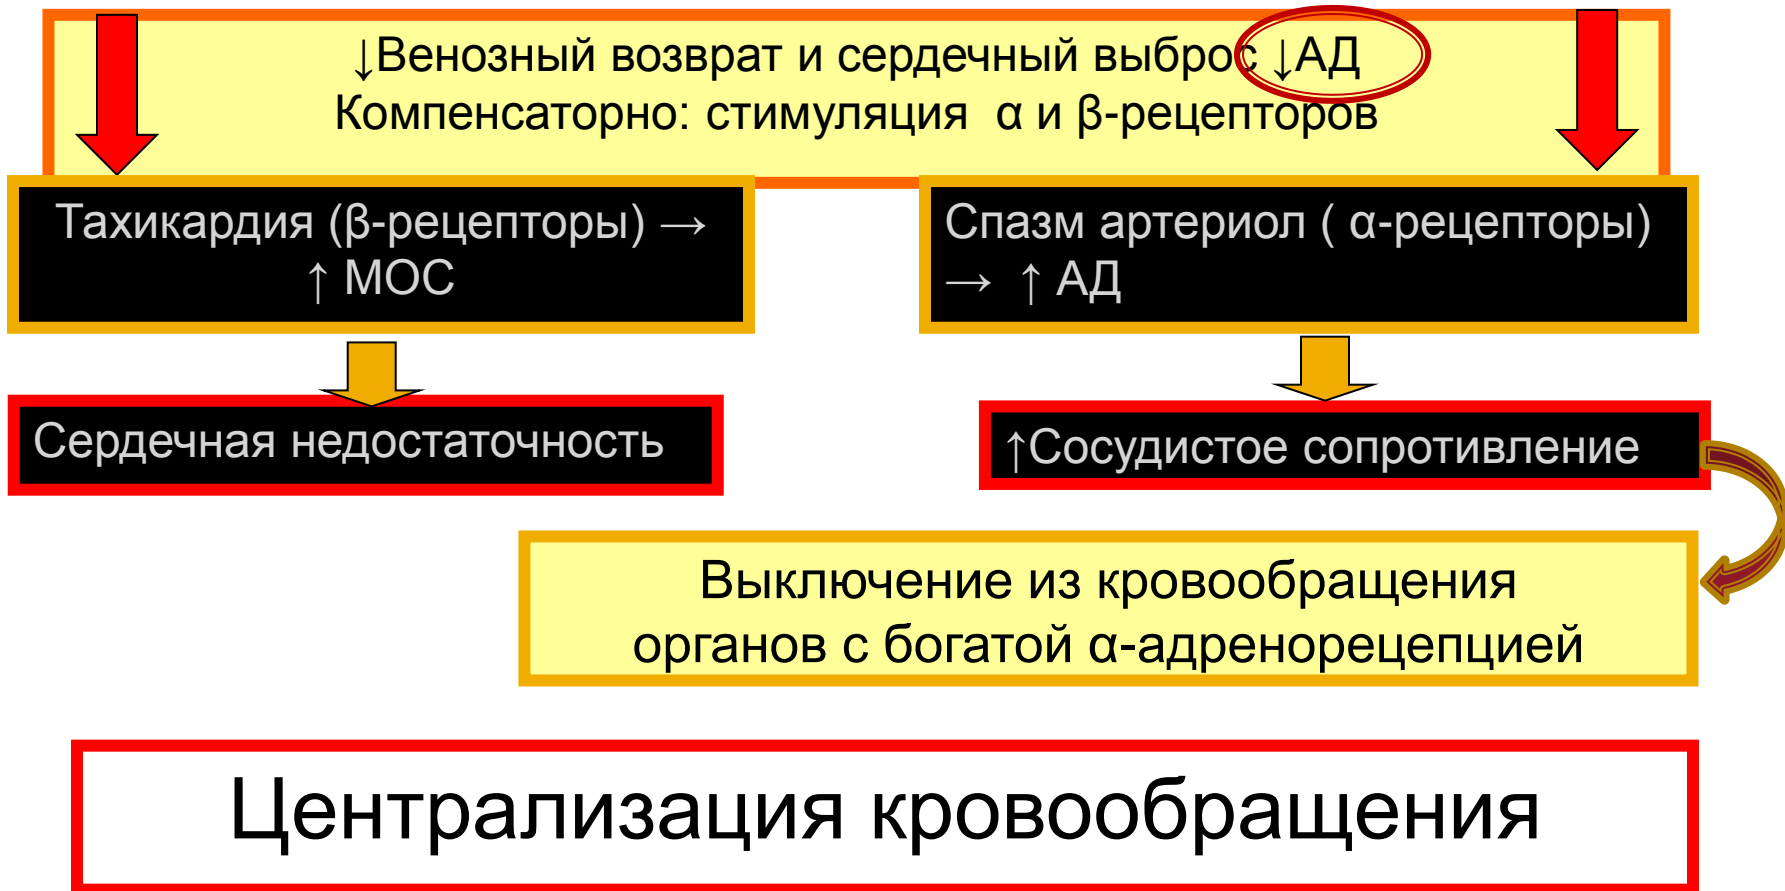 ↓Венозный возврат и сердечный выброс ↓АД
Компенсаторно: стимуляция α и β-рецепторов
Тахикардия (β-рецепторы) →
↑ МОС
Спазм артериол ( α-рецепторы)
→ ↑ АД
Сердечная недостаточность
↑Сосудистое сопротивление
Выключение из кровообращения
органов с богатой α-адренорецепцией
Централизация кровообращения